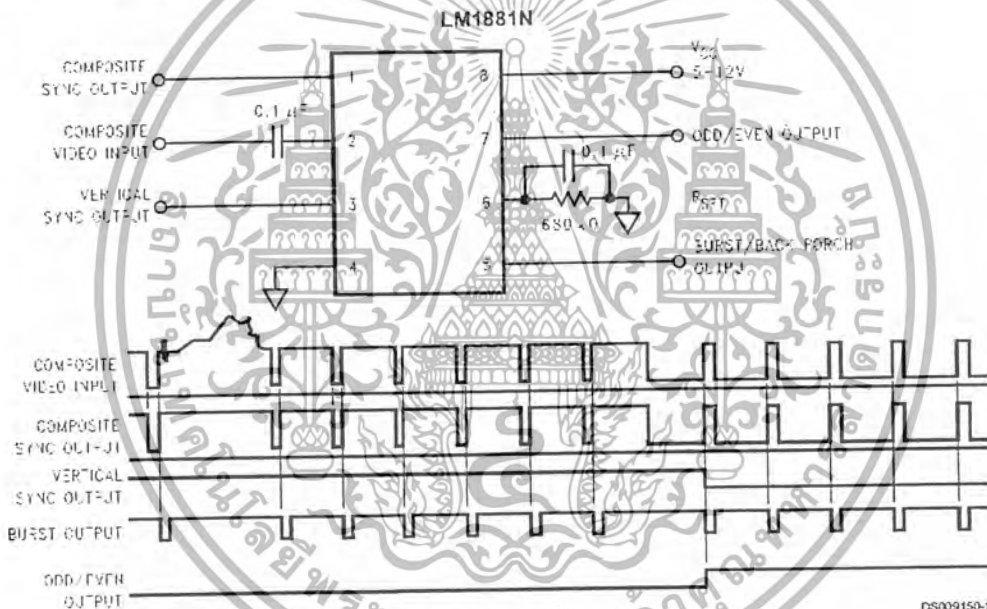 LM1881N
COMPOSITE
SYNC OUTPUT
1
8
VCC
5-12V
0.1 µF
COMPOSITE
VIDEO INPUT
2
7
ODD/EVEN OUTPUT
0.1 µF
VERTICAL
SYNC OUTPUT
3
6
680 kΩ
RSET
4
5
BURST/BACK PORCH
OUTPUT
COMPOSITE
VIDEO INPUT
COMPOSITE
SYNC OUTPUT
VERTICAL
SYNC OUTPUT
BURST OUTPUT
ODD/EVEN
OUTPUT